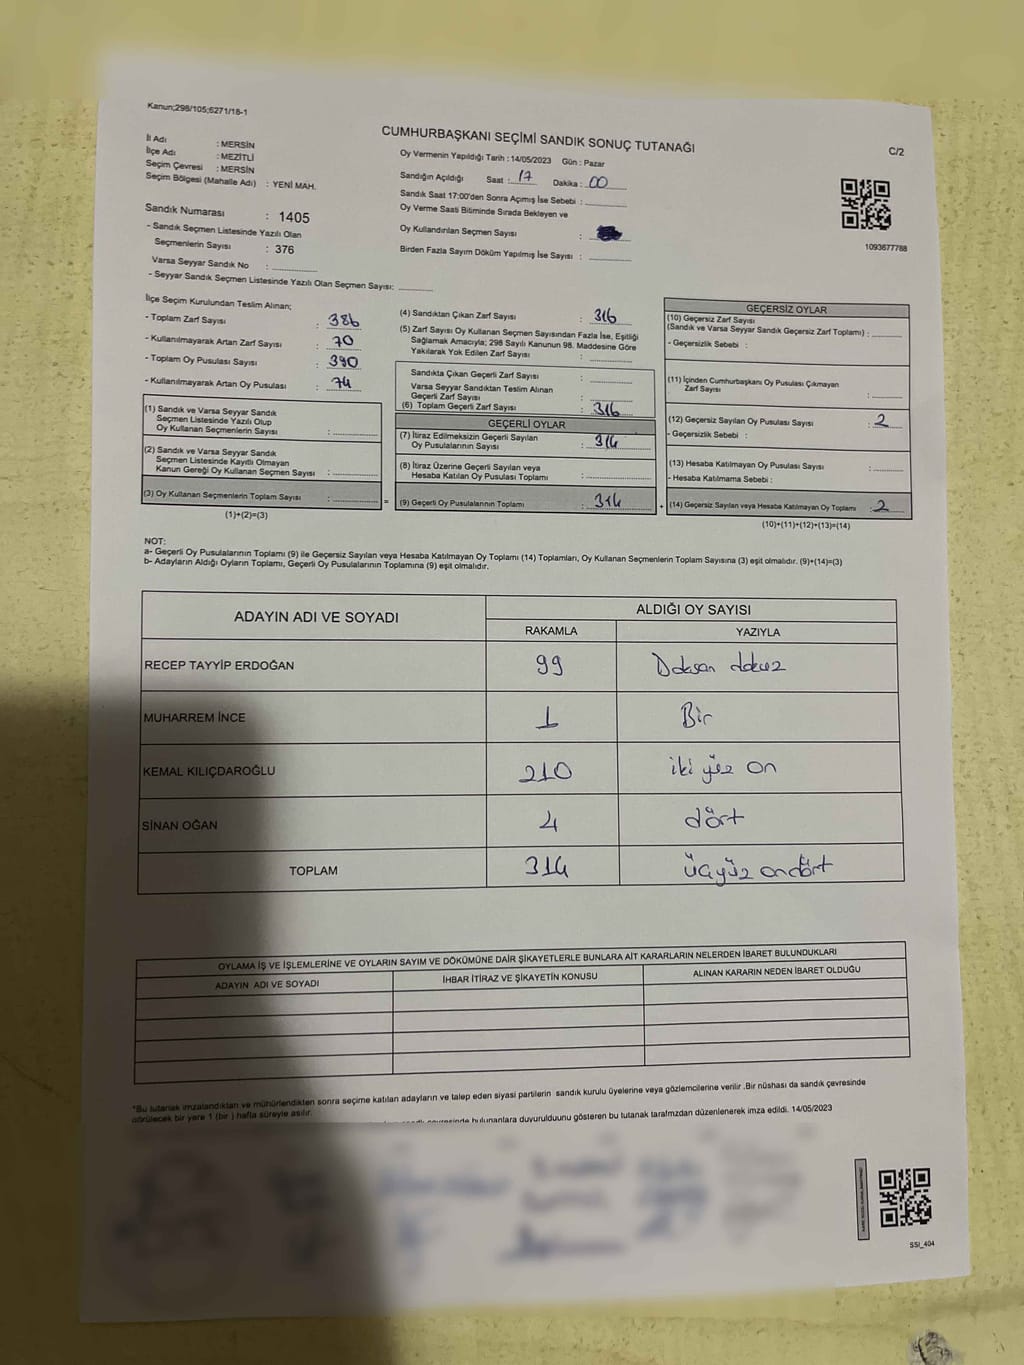 Kanun;298/105;6271/18-1
CUMHURBAŞKANI SEÇİMİ SANDIK SONUÇ TUTANAĞI
C/2
İl Adı : MERSİN
İlçe Adı : MEZİTLİ
Seçim Çevresi : MERSİN
Seçim Bölgesi (Mahalle Adı) : YENİ MAH.
Sandık Numarası : 1405
- Sandık Seçmen Listesinde Yazılı Olan
Seçmenlerin Sayısı : 376
Varsa Seyyar Sandık No :
- Seyyar Sandık Seçmen Listesinde Yazılı Olan Seçmen Sayısı:
Oy Vermenin Yapıldığı Tarih : 14/05/2023 Gün : Pazar
Sandığın Açıldığı Saat : 17 Dakika : 00
Sandık Saat 17:00'den Sonra Açımış İse Sebebi :
Oy Verme Saati Bitiminde Sırada Bekleyen ve
Oy Kullandırılan Seçmen Sayısı :
Birden Fazla Sayım Döküm Yapılmış İse Sayısı :
1093677788
İlçe Seçim Kurulundan Teslim Alınan;
- Toplam Zarf Sayısı : 386
- Kullanılmayarak Artan Zarf Sayısı : 70
- Toplam Oy Pusulası Sayısı : 390
- Kullanılmayarak Artan Oy Pusulası : 74
(1) Sandık ve Varsa Seyyar Sandık
Seçmen Listesinde Yazılı Olup
Oy Kullanan Seçmenlerin Sayısı :
(2) Sandık ve Varsa Seyyar Sandık
Seçmen Listesinde Kayıtlı Olmayan
Kanun Gereği Oy Kullanan Seçmen Sayısı :
(3) Oy Kullanan Seçmenlerin Toplam Sayısı :
(1)+(2)=(3)
(4) Sandıktan Çıkan Zarf Sayısı : 316
(5) Zarf Sayısı Oy Kullanan Seçmen Sayısından Fazla İse, Eşitliği
Sağlamak Amacıyla; 298 Sayılı Kanunun 98. Maddesine Göre
Yakılarak Yok Edilen Zarf Sayısı :
Sandıkta Çıkan Geçerli Zarf Sayısı :
Varsa Seyyar Sandıktan Teslim Alınan
Geçerli Zarf Sayısı :
(6) Toplam Geçerli Zarf Sayısı : 316
GEÇERLİ OYLAR
(7) İtiraz Edilmeksizin Geçerli Sayılan
Oy Pusulalarının Sayısı : 314
(8) İtiraz Üzerine Geçerli Sayılan veya
Hesaba Katılan Oy Pusulası Toplamı :
= (9) Geçerli Oy Pusulalarının Toplamı : 314 +
GEÇERSİZ OYLAR
(10) Geçersiz Zarf Sayısı
(Sandık ve Varsa Seyyar Sandık Geçersiz Zarf Toplamı) :
- Geçersizlik Sebebi :
(11) İçinden Cumhurbaşkanı Oy Pusulası Çıkmayan
Zarf Sayısı :
(12) Geçersiz Sayılan Oy Pusulası Sayısı : 2
- Geçersizlik Sebebi :
(13) Hesaba Katılmayan Oy Pusulası Sayısı :
- Hesaba Katılmama Sebebi :
(14) Geçersiz Sayılan veya Hesaba Katılmayan Oy Toplamı : 2
(10)+(11)+(12)+(13)=(14)
NOT:
a- Geçerli Oy Pusulalarının Toplamı (9) ile Geçersiz Sayılan veya Hesaba Katılmayan Oy Toplamı (14) Toplamları, Oy Kullanan Seçmenlerin Toplam Sayısına (3) eşit olmalıdır. (9)+(14)=(3)
b- Adayların Aldığı Oyların Toplamı, Geçerli Oy Pusulalarının Toplamına (9) eşit olmalıdır.
ADAYIN ADI VE SOYADI
ALDIĞI OY SAYISI
RAKAMLA YAZIYLA
RECEP TAYYİP ERDOĞAN 99 Doksan dokuz
MUHARREM İNCE 1 Bir
KEMAL KILIÇDAROĞLU 210 iki yüz on
SİNAN OĞAN 4 dört
TOPLAM 314 üçyüz ondört
OYLAMA İŞ VE İŞLEMLERİNE VE OYLARIN SAYIM VE DÖKÜMÜNE DAİR ŞİKAYETLERLE BUNLARA AİT KARARLARIN NELERDEN İBARET BULUNDUKLARI
ADAYIN ADI VE SOYADI İHBAR İTİRAZ VE ŞİKAYETİN KONUSU ALINAN KARARIN NEDEN İBARET OLDUĞU
*Bu tutanak imzalandıktan ve mühürlendikten sonra seçime katılan adayların ve talep eden siyasi partilerin sandık kurulu üyelerine veya gözlemcilerine verilir .Bir nüshası da sandık çevresinde
görülecek bir yere 1 (bir ) hafta süreyle asılır.
bulunanlara duyurulduunu gösteren bu tutanak tarafmzdan düzenlenerek imza edildi. 14/05/2023
SSI_404